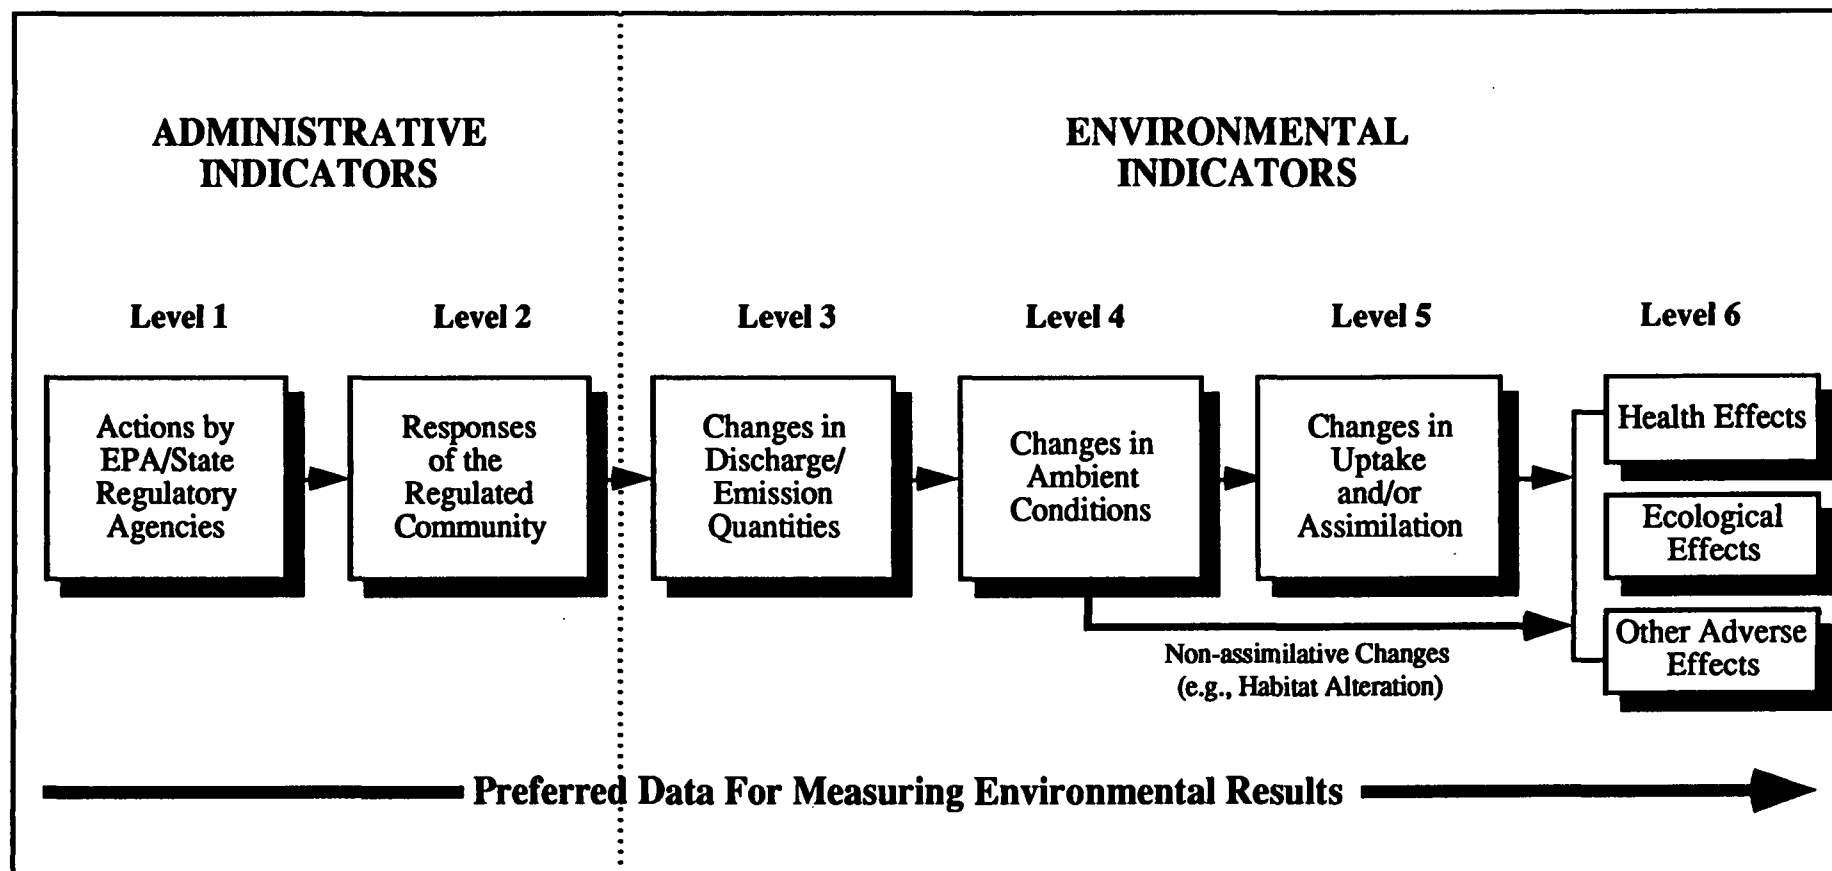 ADMINISTRATIVE
INDICATORS
ENVIRONMENTAL
INDICATORS
Level 1
Level 2
Level 3
Level 4
Level 5
Level 6
Actions by
EPA/State
Regulatory
Agencies
Responses
of the
Regulated
Community
Changes in
Discharge/
Emission
Quantities
Changes in
Ambient
Conditions
Changes in
Uptake
and/or
Assimilation
Health Effects
Ecological
Effects
Other Adverse
Effects
Non-assimilative Changes
(e.g., Habitat Alteration)
Preferred Data For Measuring Environmental Results